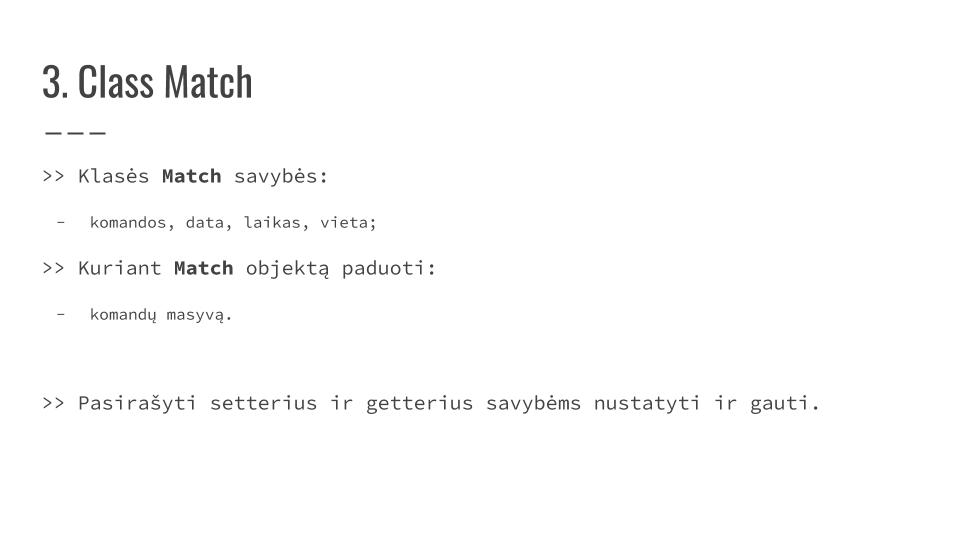 3. Class Match
>> Klasės Match savybės:
- komandos, data, laikas, vieta;
>> Kuriant Match objektą paduoti:
- komandų masyvą.
>> Pasirašyti setterius ir getterius savybėms nustatyti ir gauti.